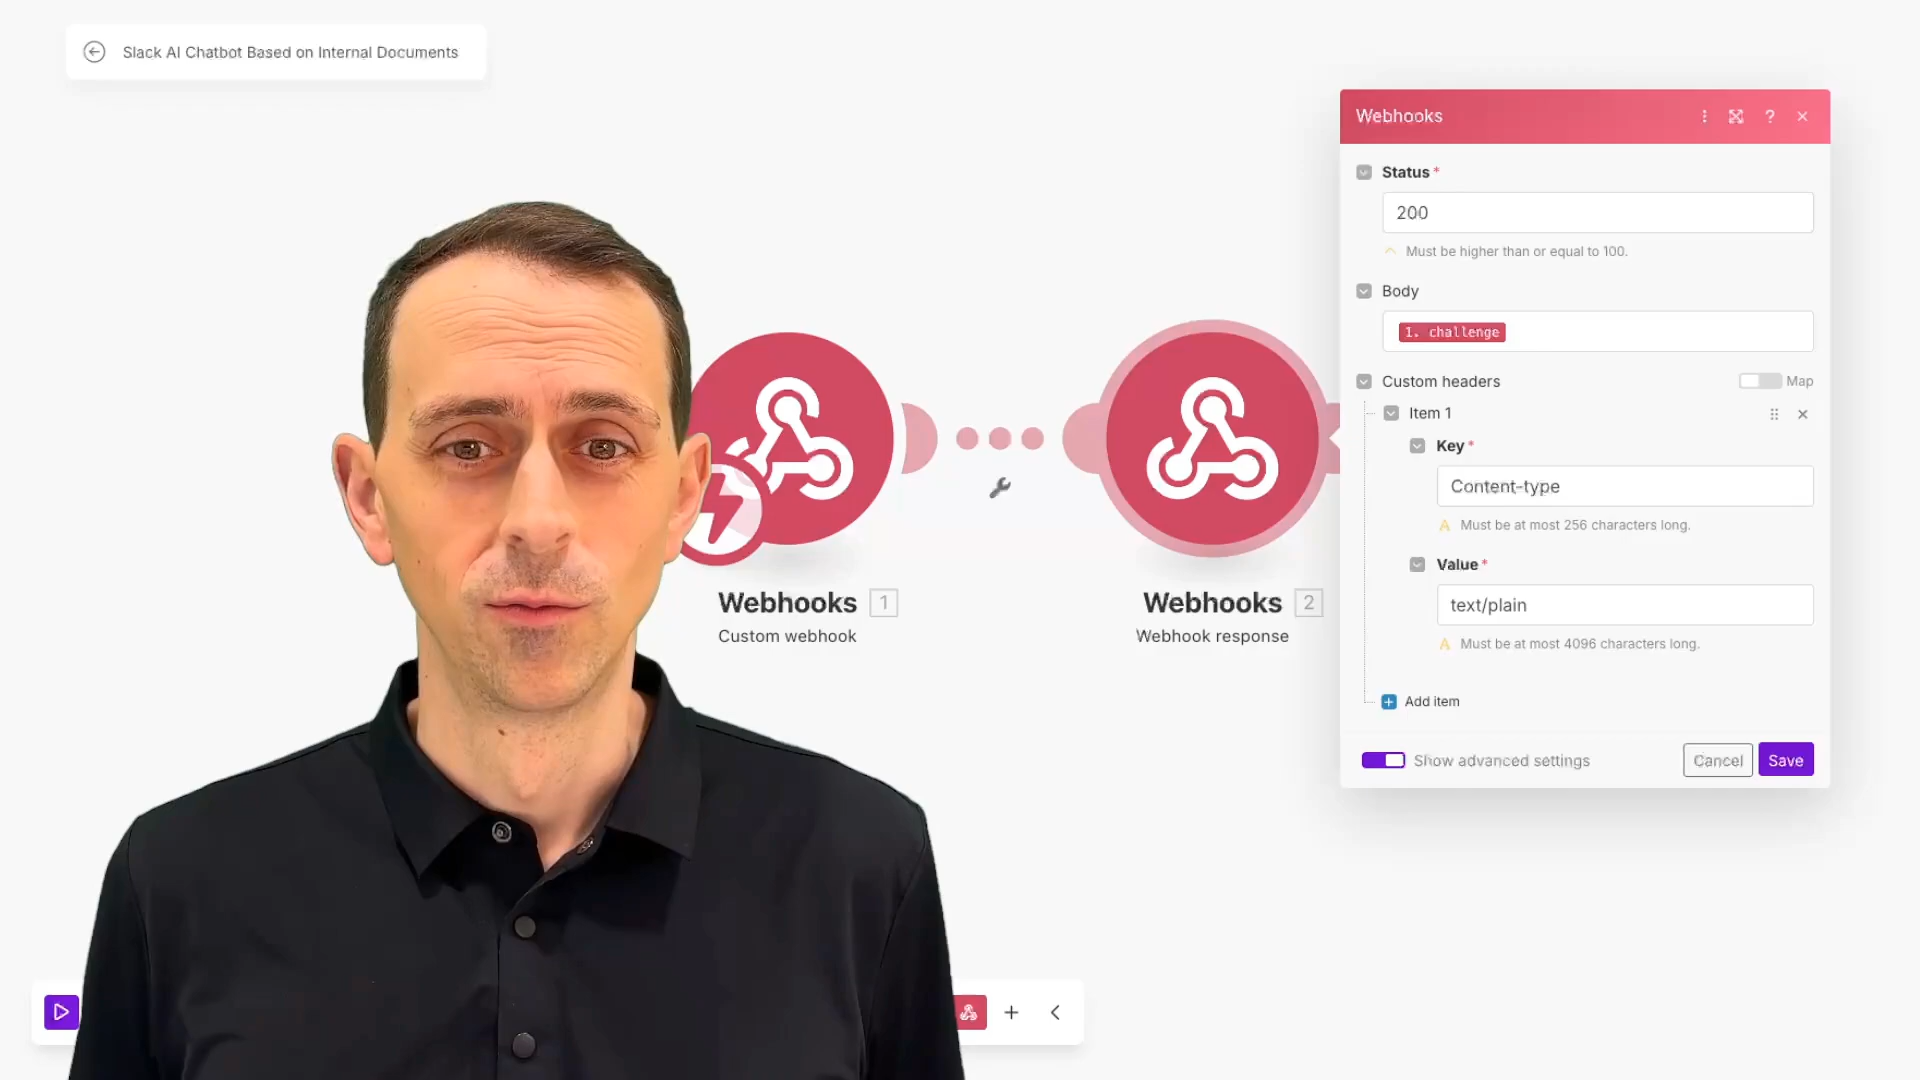 Slack AI Chatbot Based on Internal Documents
Webhooks 1
Custom webhook
Webhooks 2
Webhook response
Webhooks
?
Status *
200
Must be higher than or equal to 100.
Body
1. challenge
Custom headers
Map
Item 1
Key *
Content-type
A Must be at most 256 characters long.
Value *
text/plain
A Must be at most 4096 characters long.
Add item
Show advanced settings
Cancel
Save